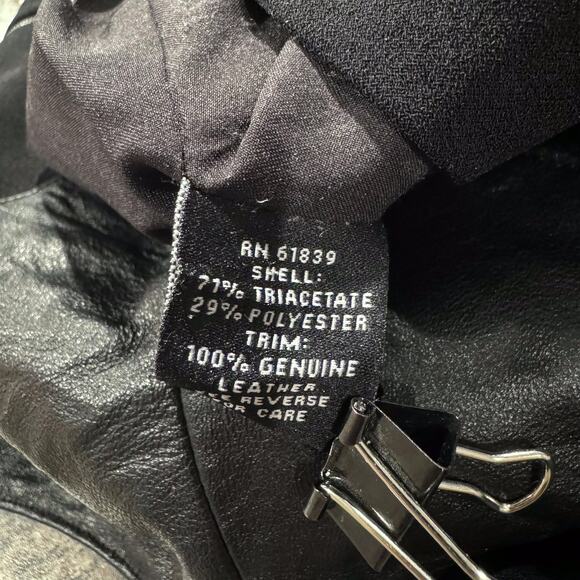 RN 61839
SHELL:
71% TRIACETATE
29% POLYESTER
TRIM:
100% GENUINE
LEATHER
REVERSE
CARE